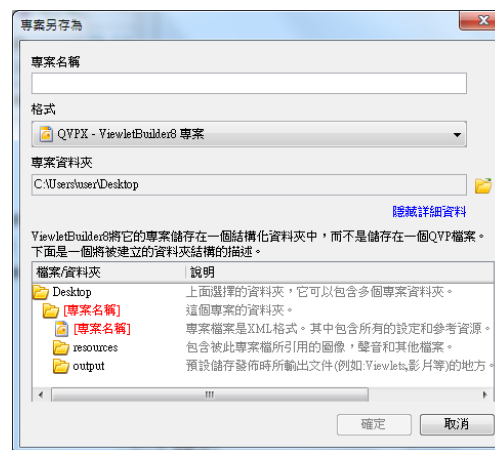 專案另存為
專案名稱
格式
QVPX - ViewletBuilder8 專案
專案資料夾
C:\Users\user\Desktop
隱藏詳細資料
ViewletBuilder8將它的專案儲存在一個結構化資料夾中，而不是儲存在一個QVP檔案。
下面是一個將被建立的資料夾結構的描述。
檔案/資料夾 說明
Desktop 上面選擇的資料夾，它可以包含多個專案資料夾。
[專案名稱] 這個專案的資料夾。
[專案名稱] 專案檔案是XML格式。其中包含所有的設定和參考資源。
resources 包含被此專案檔所引用的圖像，聲音和其他檔案。
output 預設儲存發佈時所輸出文件(例如:Viewlets,影片等)的地方。
確定 取消